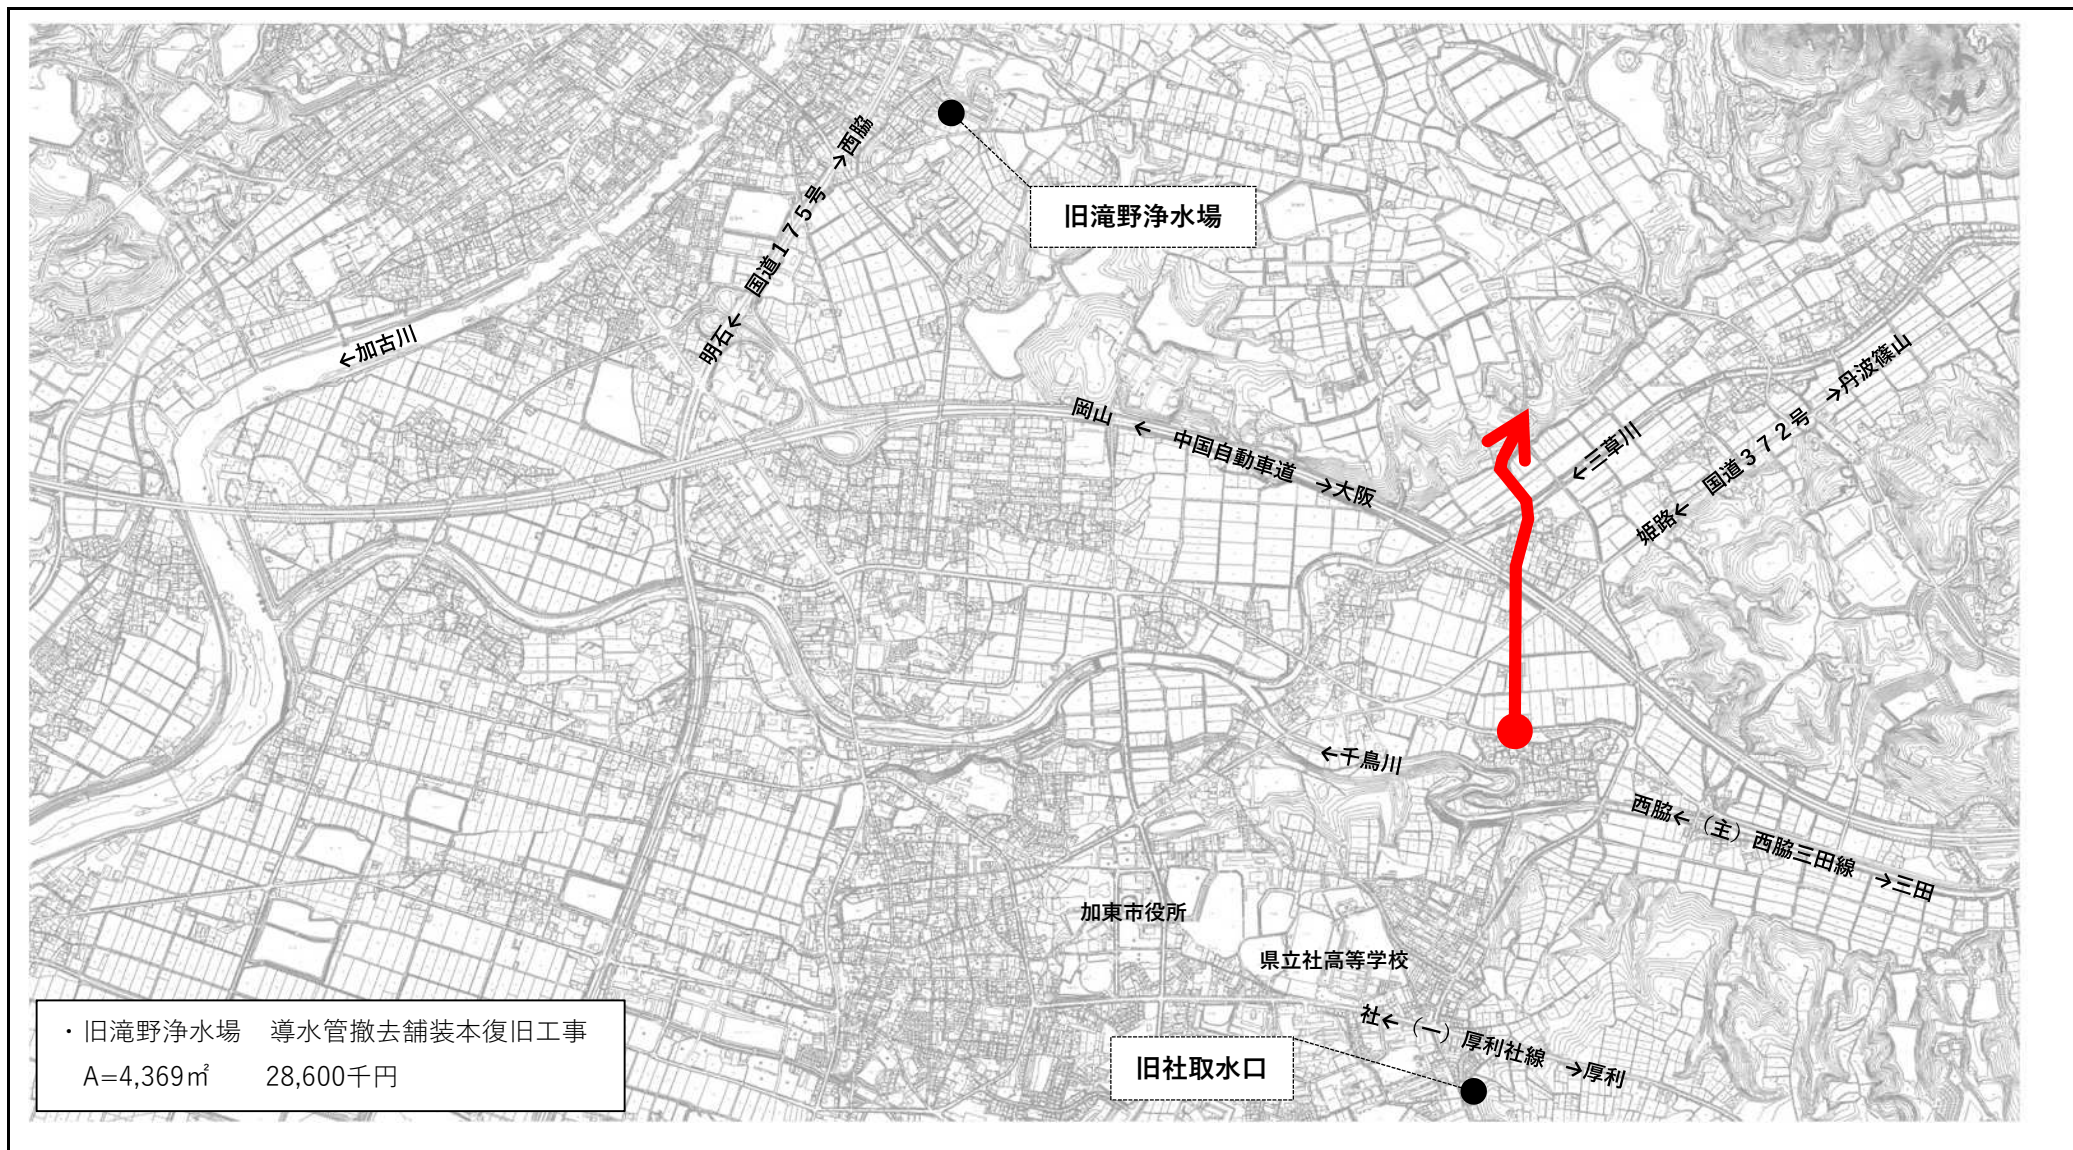 西脇
→
国道１７５号
明石←
旧滝野浄水場
←加古川
岡山 ← 中国自動車道 →大阪
←三草川
姫路← 国道３７２号 →丹波篠山
←千鳥川
西脇←（主）西脇三田線 →三田
加東市役所
県立社高等学校
社←（一）厚利社線 →厚利
旧社取水口
・旧滝野浄水場 導水管撤去舗装本復旧工事
A=4,369㎡ 28,600千円